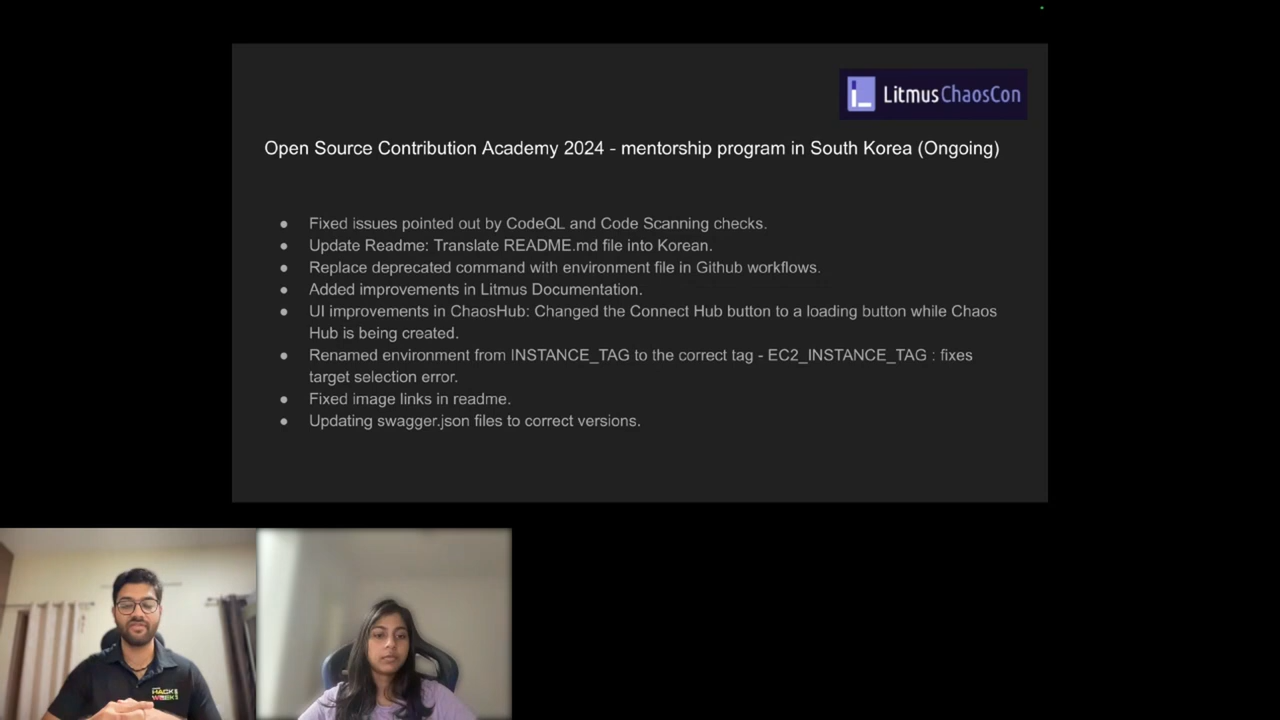 LitmusChaosCon
Open Source Contribution Academy 2024 - mentorship program in South Korea (Ongoing)
● Fixed issues pointed out by CodeQL and Code Scanning checks.
● Update Readme: Translate README.md file into Korean.
● Replace deprecated command with environment file in Github workflows.
● Added improvements in Litmus Documentation.
● UI improvements in ChaosHub: Changed the Connect Hub button to a loading button while Chaos
Hub is being created.
● Renamed environment from INSTANCE_TAG to the correct tag - EC2_INSTANCE_TAG : fixes
target selection error.
● Fixed image links in readme.
● Updating swagger.json files to correct versions.
HACK
WEEK